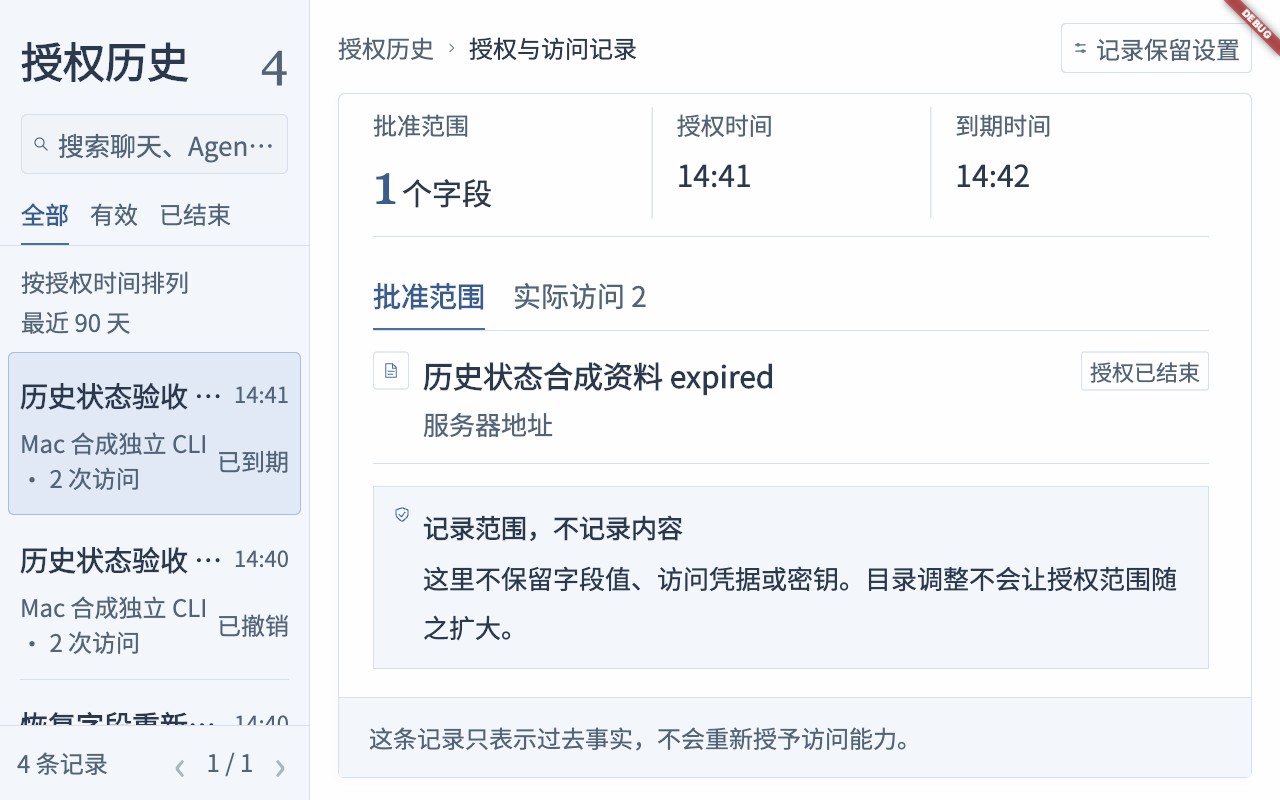 授权历史
4
搜索聊天、Agen…
全部 有效 已结束
按授权时间排列
最近 90 天
历史状态验收 … 14:41
Mac 合成独立 CLI
· 2 次访问
已到期
历史状态验收 … 14:40
Mac 合成独立 CLI
· 2 次访问
已撤销
恢复字段重新… 14:40
4 条记录
‹ 1 / 1 ›
授权历史 › 授权与访问记录
记录保留设置
DEBUG
批准范围
1 个字段
授权时间
14:41
到期时间
14:42
批准范围 实际访问 2
历史状态合成资料 expired
服务器地址
授权已结束
记录范围，不记录内容
这里不保留字段值、访问凭据或密钥。目录调整不会让授权范围随
之扩大。
这条记录只表示过去事实，不会重新授予访问能力。